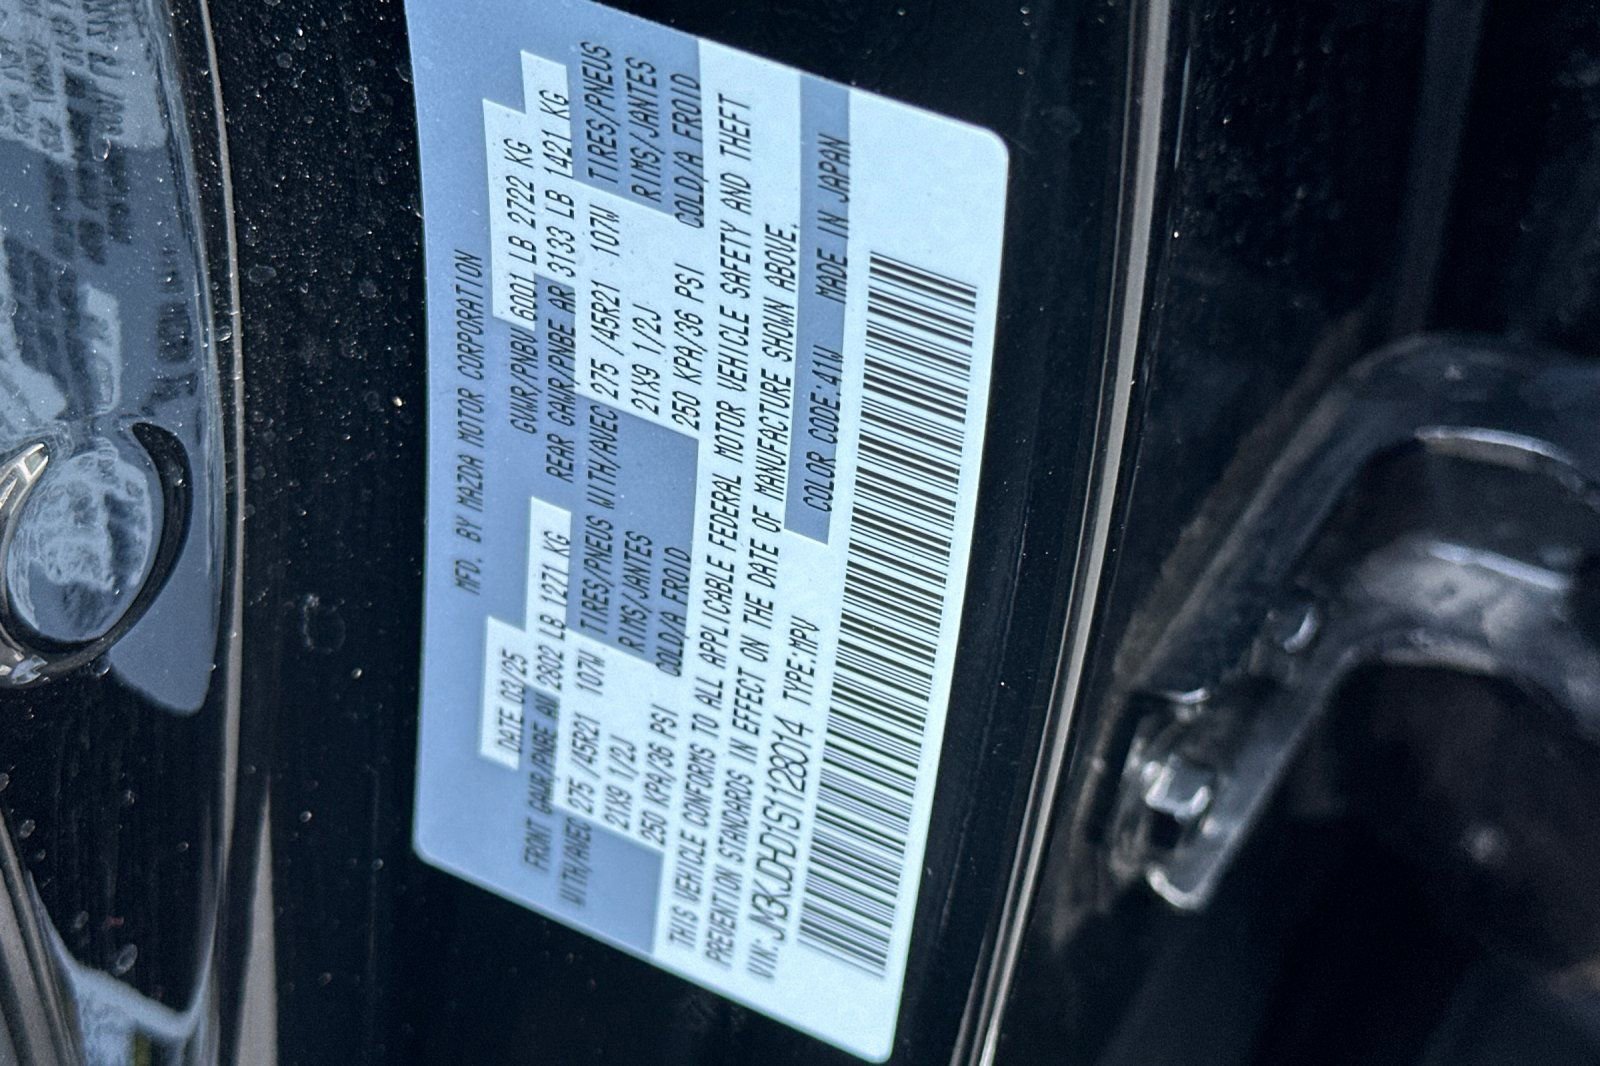 MFD. BY MAZDA MOTOR CORPORATION
DATE 03/25 GVWR/PNBV 6001 LB 2722 KG
FRONT GAWR/PNBE AV 2802 LB 1271 KG REAR GAWR/PNBE AR 3133 LB 1421 KG
WITH/AVEC 275 /45R21 107W TIRES/PNEUS WITH/AVEC 275 /45R21 107W TIRES/PNEUS
21X9 1/2J RIMS/JANTES 21X9 1/2J RIMS/JANTES
250 KPA/36 PSI COLD/A FROID 250 KPA/36 PSI COLD/A FROID
THIS VEHICLE CONFORMS TO ALL APPLICABLE FEDERAL MOTOR VEHICLE SAFETY AND THEFT
PREVENTION STANDARDS IN EFFECT ON THE DATE OF MANUFACTURE SHOWN ABOVE.
VIN: JM3KJDHD1S1128014 TYPE:MPV COLOR CODE:41W MADE IN JAPAN